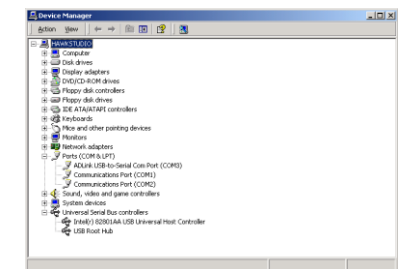 Device Manager
Action View
HAWKSTUDIO
Computer
Disk drives
Display adapters
DVD/CD-ROM drives
Floppy disk controllers
Floppy disk drives
IDE ATA/ATAPI controllers
Keyboards
Mice and other pointing devices
Monitors
Network adapters
Ports (COM & LPT)
ADLink USB-to-Serial Com Port (COM3)
Communications Port (COM1)
Communications Port (COM2)
Sound, video and game controllers
System devices
Universal Serial Bus controllers
Intel(r) 82801AA USB Universal Host Controller
USB Root Hub